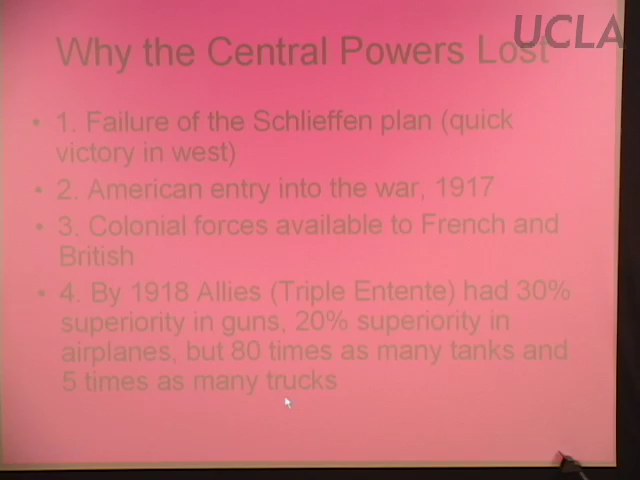 UCLA
Why the Central Powers Lost
• 1. Failure of the Schlieffen plan (quick
victory in west)
• 2. American entry into the war, 1917
• 3. Colonial forces available to French and
British
• 4. By 1918 Allies (Triple Entente) had 30%
superiority in guns, 20% superiority in
airplanes, but 80 times as many tanks and
5 times as many trucks